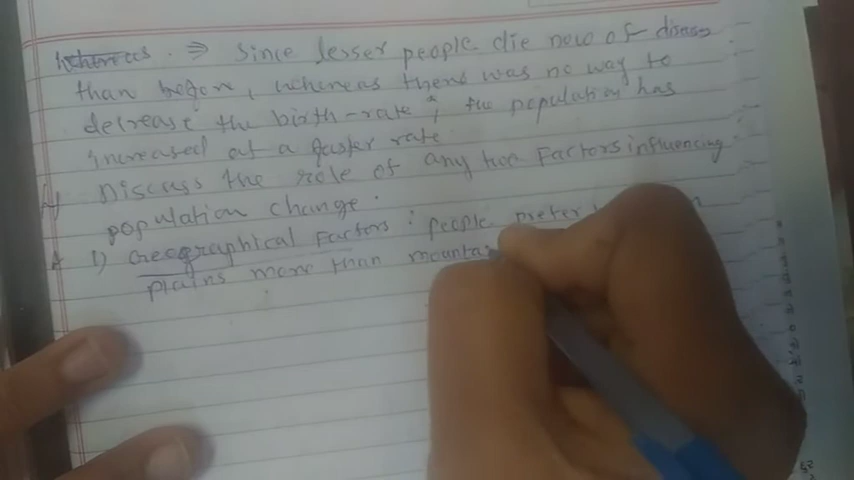 ⇒ Since lesser people die now of
than before, whereas there was no way to
decrease the birth-rate; the population has
increased at a faster rate.
Discuss the role of any two Factors influencing
population change.
A 1) Geographical Factors: people prefer
plains more than mounta